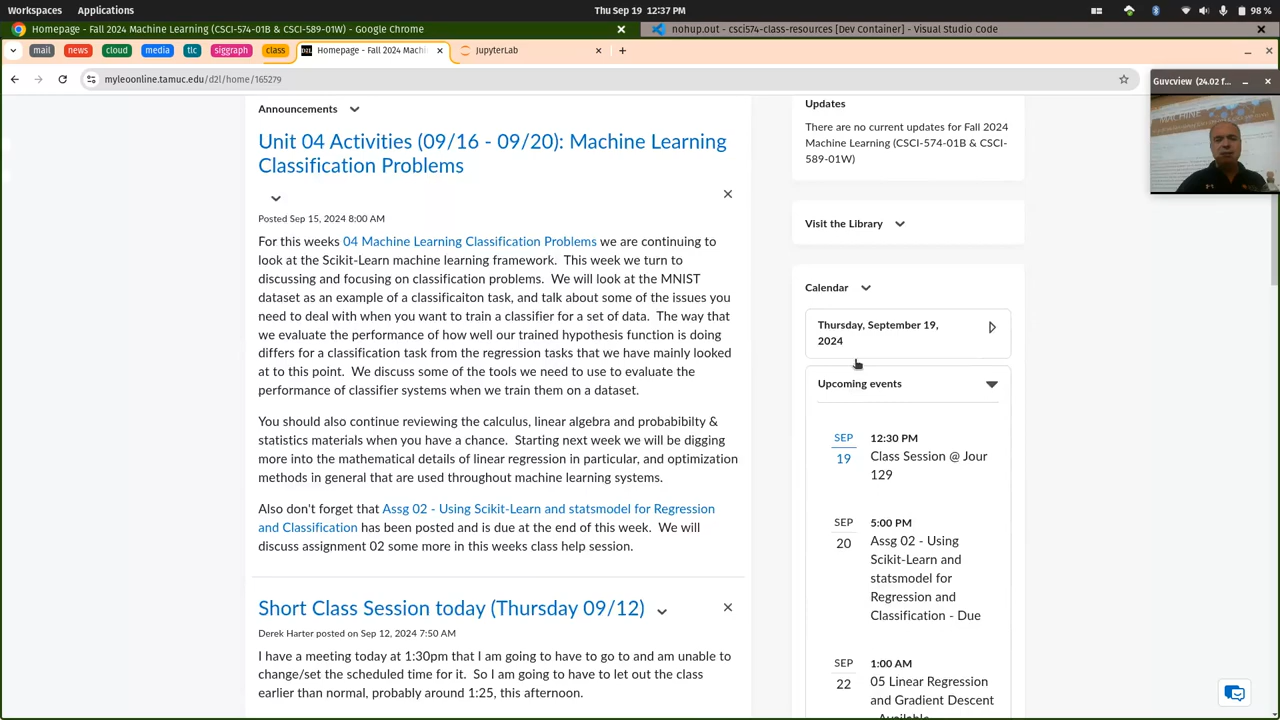 Workspaces Applications Thu Sep 19 12:37 PM 98 %
Homepage - Fall 2024 Machine Learning (CSCI-574-01B & CSCI-589-01W) - Google Chrome
nohup.out - csci574-class-resources [Dev Container] - Visual Studio Code
mail news cloud media tlc siggraph class Homepage - Fall 2024 Machi JupyterLab
myleoonline.tamuc.edu/d2l/home/165279
Guvcview (24.02 f...
MACHINE
Announcements
Unit 04 Activities (09/16 - 09/20): Machine Learning
Classification Problems
Posted Sep 15, 2024 8:00 AM
For this weeks 04 Machine Learning Classification Problems we are continuing to
look at the Scikit-Learn machine learning framework. This week we turn to
discussing and focusing on classification problems. We will look at the MNIST
dataset as an example of a classificaiton task, and talk about some of the issues you
need to deal with when you want to train a classifier for a set of data. The way that
we evaluate the performance of how well our trained hypothesis function is doing
differs for a classification task from the regression tasks that we have mainly looked
at to this point. We discuss some of the tools we need to use to evaluate the
performance of classifier systems when we train them on a dataset.
You should also continue reviewing the calculus, linear algebra and probabilty &
statistics materials when you have a chance. Starting next week we will be digging
more into the mathematical details of linear regression in particular, and optimization
methods in general that are used throughout machine learning systems.
Also don't forget that Assg 02 - Using Scikit-Learn and statsmodel for Regression
and Classification has been posted and is due at the end of this week. We will
discuss assignment 02 some more in this weeks class help session.
Short Class Session today (Thursday 09/12)
Derek Harter posted on Sep 12, 2024 7:50 AM
I have a meeting today at 1:30pm that I am going to have to go to and am unable to
change/set the scheduled time for it. So I am going to have to let out the class
earlier than normal, probably around 1:25, this afternoon.
Updates
There are no current updates for Fall 2024
Machine Learning (CSCI-574-01B & CSCI-
589-01W)
Visit the Library
Calendar
Thursday, September 19,
2024
Upcoming events
SEP
19
12:30 PM
Class Session @ Jour
129
SEP
20
5:00 PM
Assg 02 - Using
Scikit-Learn and
statsmodel for
Regression and
Classification - Due
SEP
22
1:00 AM
05 Linear Regression
and Gradient Descent
- Available